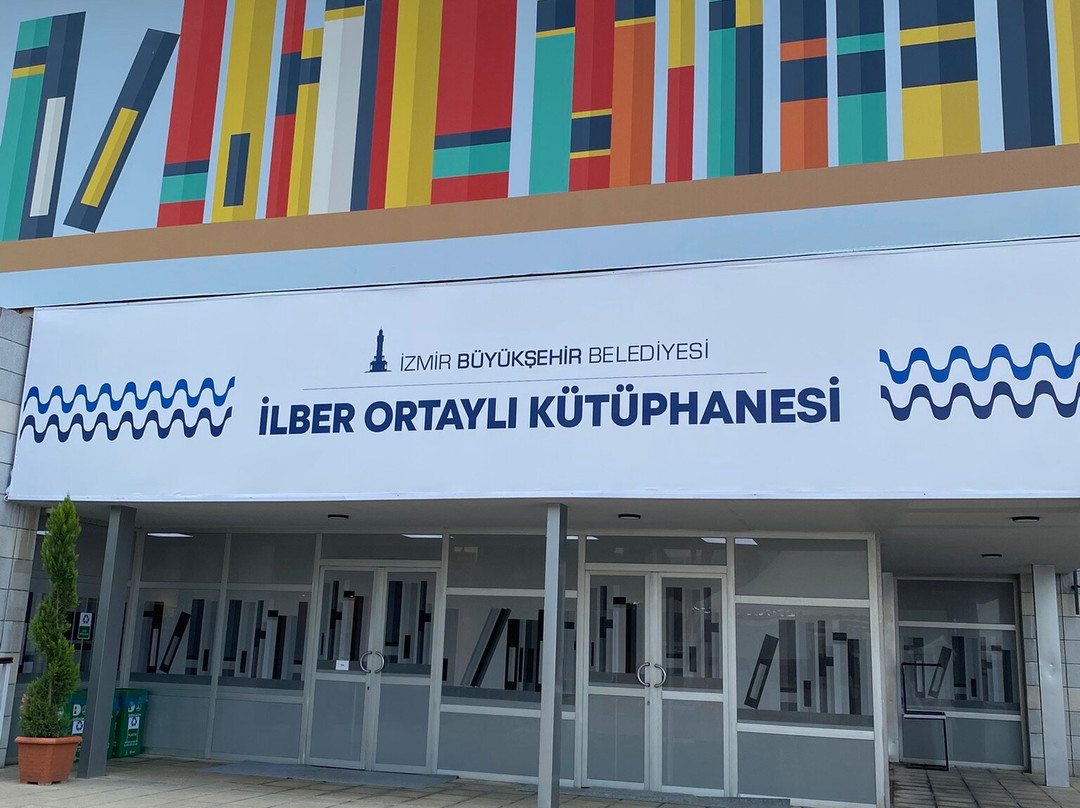 İZMİR BÜYÜKŞEHİR BELEDİYESİ
İLBER ORTAYLI KÜTÜPHANESİ